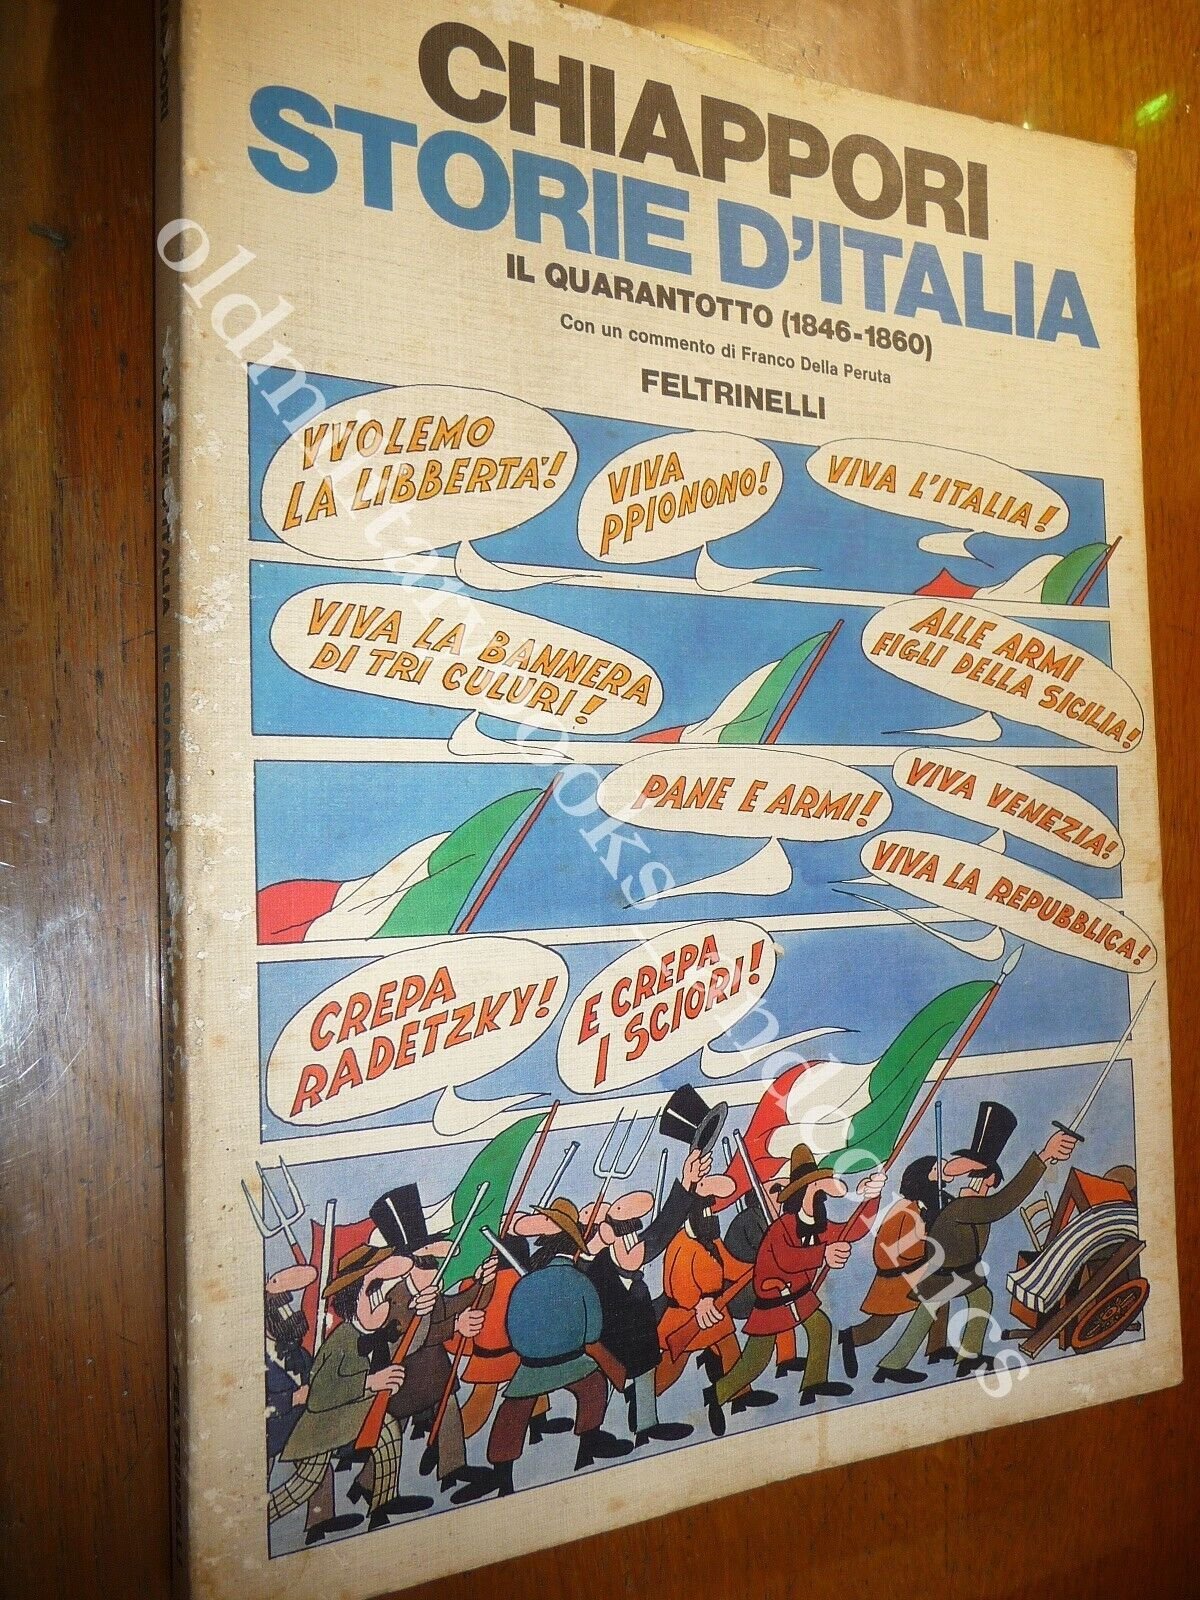 CHIAPPORI
STORIE D'ITALIA
IL QUARANTOTTO (1846-1860)
Con un commento di Franco Della Peruta
FELTRINELLI
VVOLEMO
LA LIBBERTA'!
VIVA
PPIONONO!
VIVA L'ITALIA!
VIVA LA BANNERA
DI TRI CULURI!
ALLE ARMI
FIGLI DELLA SICILIA!
PANE E ARMI!
VIVA VENEZIA!
VIVA LA REPUBBLICA!
CREPA
RADETZKY!
E CREPA
I SCIORI!
oldmilitarybooks_andcomics